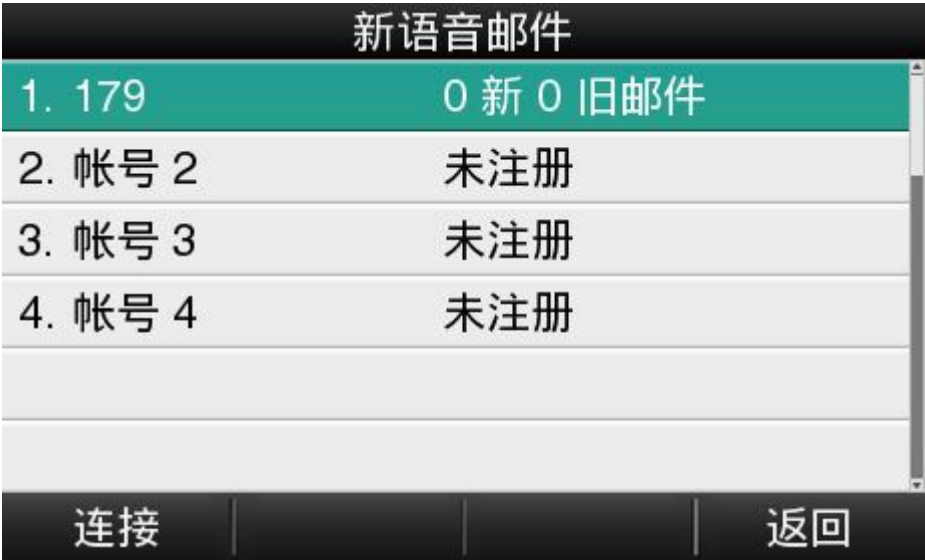 新语音邮件
1. 179 0 新 0 旧邮件
2. 帐号 2 未注册
3. 帐号 3 未注册
4. 帐号 4 未注册
连接 返回